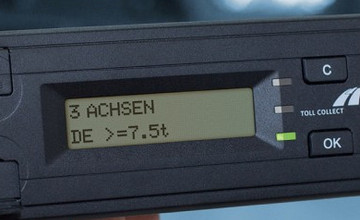 3 ACHSEN
DE >=7.5t
C
TOLL COLLECT
OK